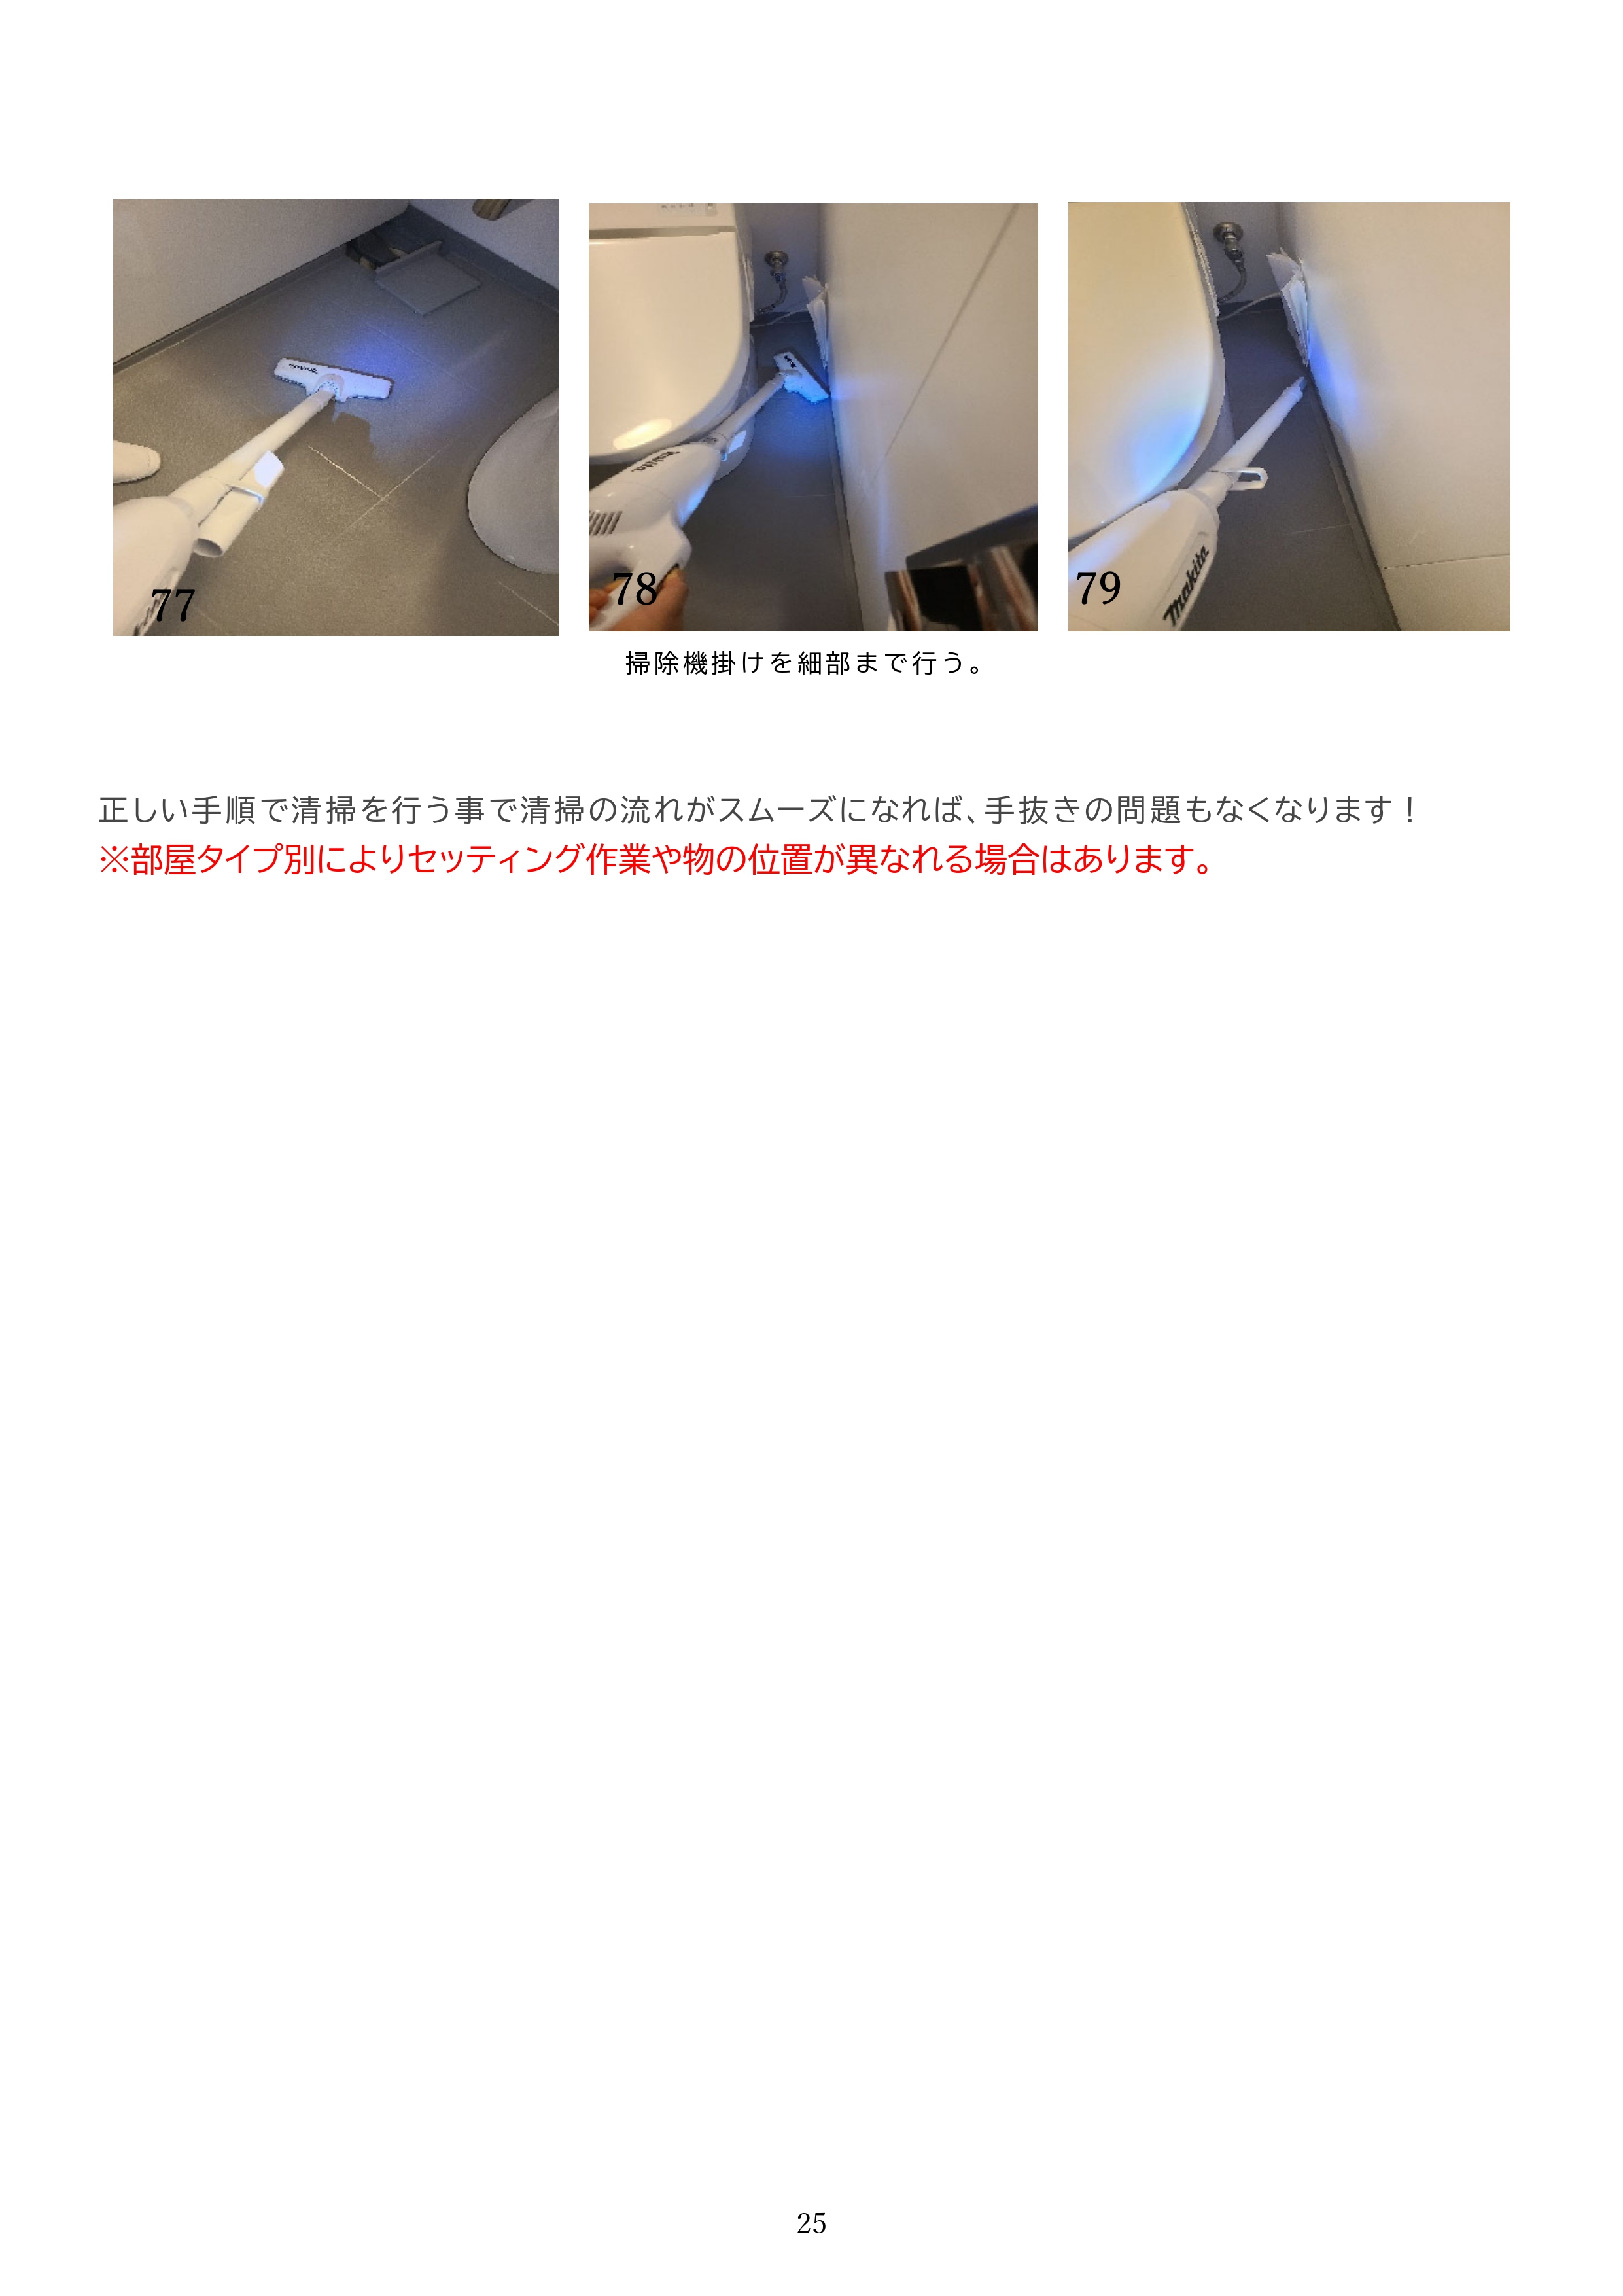 77
78
79
makita
掃除機掛けを細部まで行う。
正しい手順で清掃を行う事で清掃の流れがスムーズになれば、手抜きの問題もなくなります！
※部屋タイプ別によりセッティング作業や物の位置が異なれる場合はあります。
25